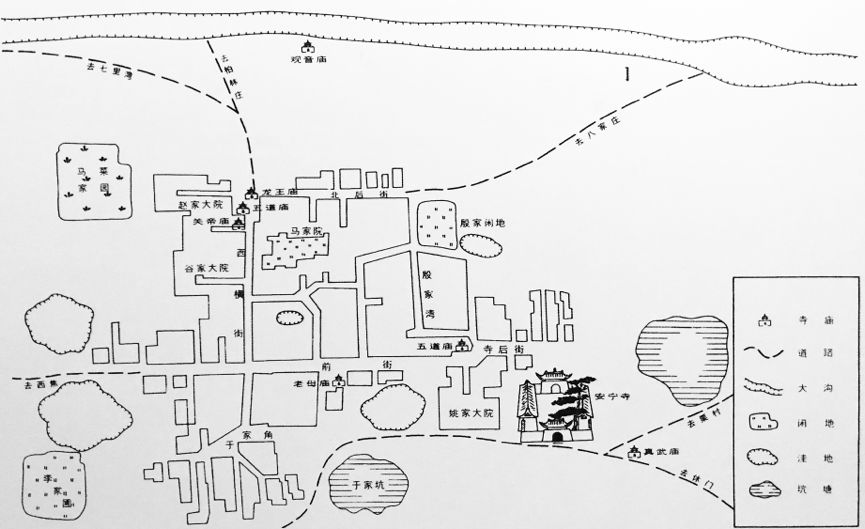 观音庙
去七里湾
去柏林庄
去八家庄
马家
菜园
龙王庙
北后街
赵家大院
五道庙
关帝庙
马家院
殷家闲地
西横街
谷家大院
殷家湾
五道庙
寺后街
前街
去西焦
老母庙
安宁寺
姚家大院
于家角
去栗村
真武庙
去休门
李家园
于家坑
寺庙
道路
大沟
闲地
洼地
坑塘